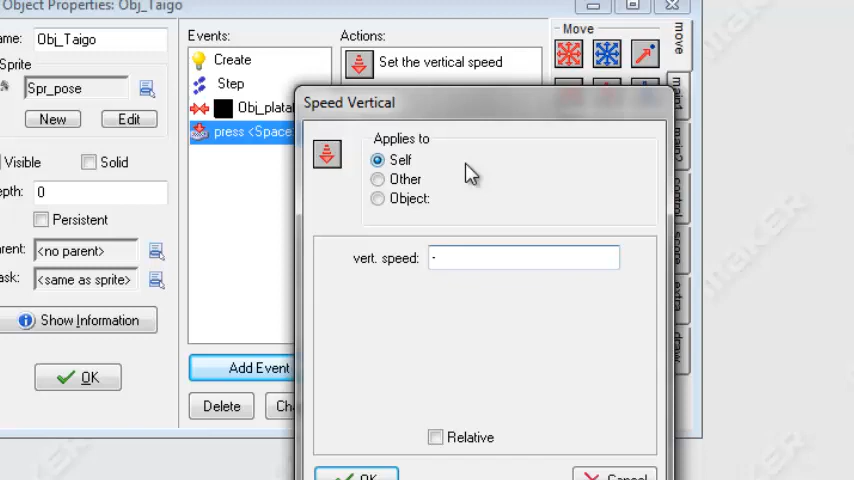 Object Properties: Obj_Taigo
ame: Obj_Taigo
Sprite
Spr_pose
New
Edit
Visible
Solid
epth: 0
Persistent
arent: <no parent>
ask: <same as sprite>
Show Information
OK
Events:
Create
Step
Obj_platal
press <Space>
Add Event
Delete
Cha
Actions:
Set the vertical speed
Speed Vertical
Applies to
Self
Other
Object:
vert. speed: -
Relative
OK
Cancel
Move
move
main1
main2
control
score
extra
draw